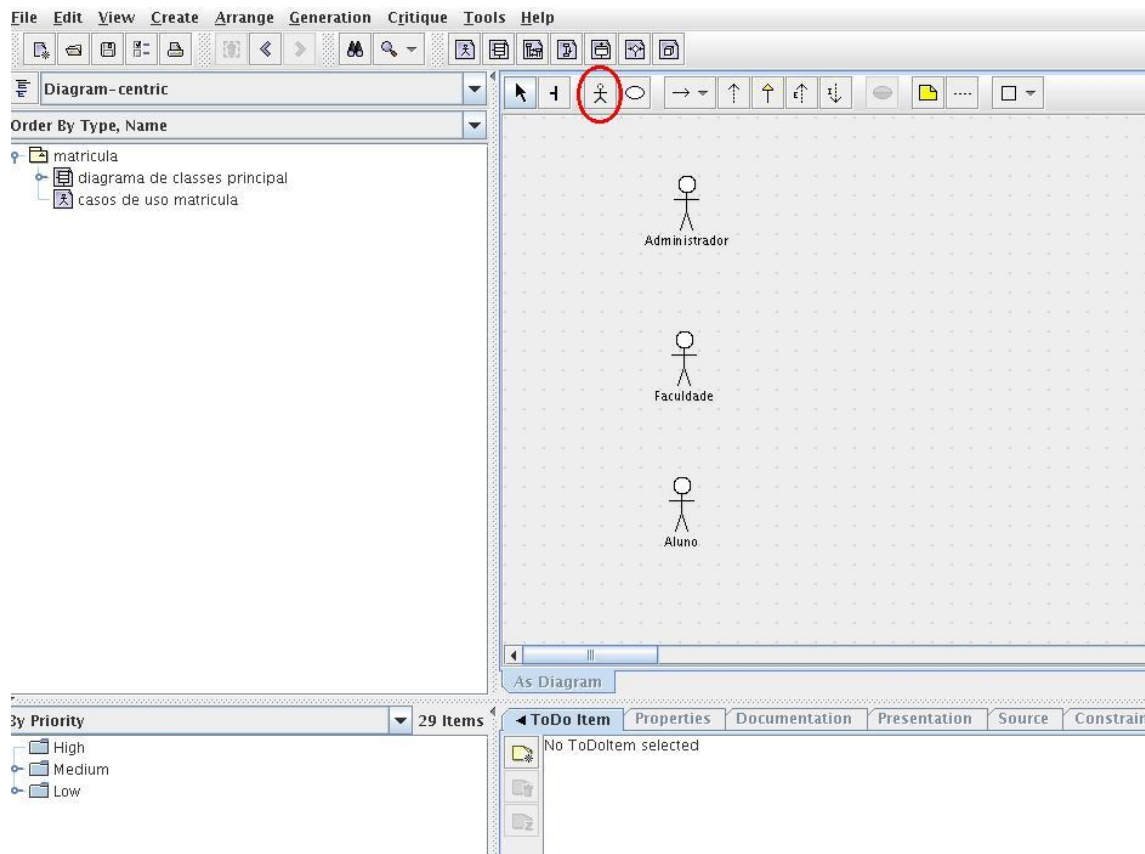 File Edit View Create Arrange Generation Critique Tools Help
Diagram-centric
Order By Type, Name
matricula
diagrama de classes principal
casos de uso matricula
Administrador
Faculdade
Aluno
As Diagram
By Priority 29 Items
ToDo Item Properties Documentation Presentation Source Constrain
High
Medium
Low
No ToDoItem selected